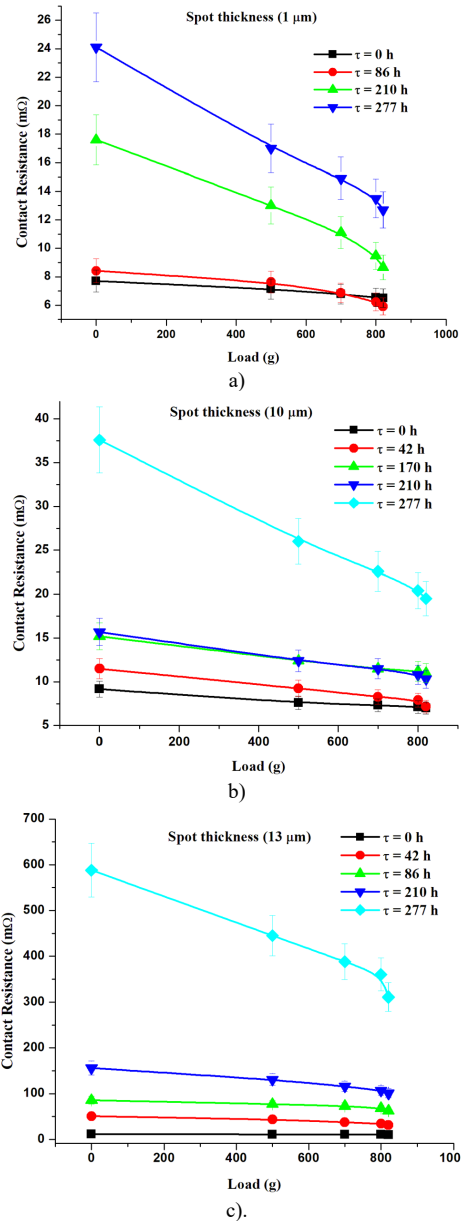 Spot thickness (1 μm)
τ = 0 h
τ = 86 h
τ = 210 h
τ = 277 h
Contact Resistance (mΩ)
26
24
22
20
18
16
14
12
10
8
6
0 200 400 600 800 1000
Load (g)
a)
Spot thickness (10 μm)
τ = 0 h
τ = 42 h
τ = 170 h
τ = 210 h
τ = 277 h
Contact Resistance (mΩ)
40
35
30
25
20
15
10
5
0 200 400 600 800
Load (g)
b)
Spot thickness (13 μm)
τ = 0 h
τ = 42 h
τ = 86 h
τ = 210 h
τ = 277 h
Contact Resistance (mΩ)
700
600
500
400
300
200
100
0
0 200 400 600 800 100
Load (g)
c).